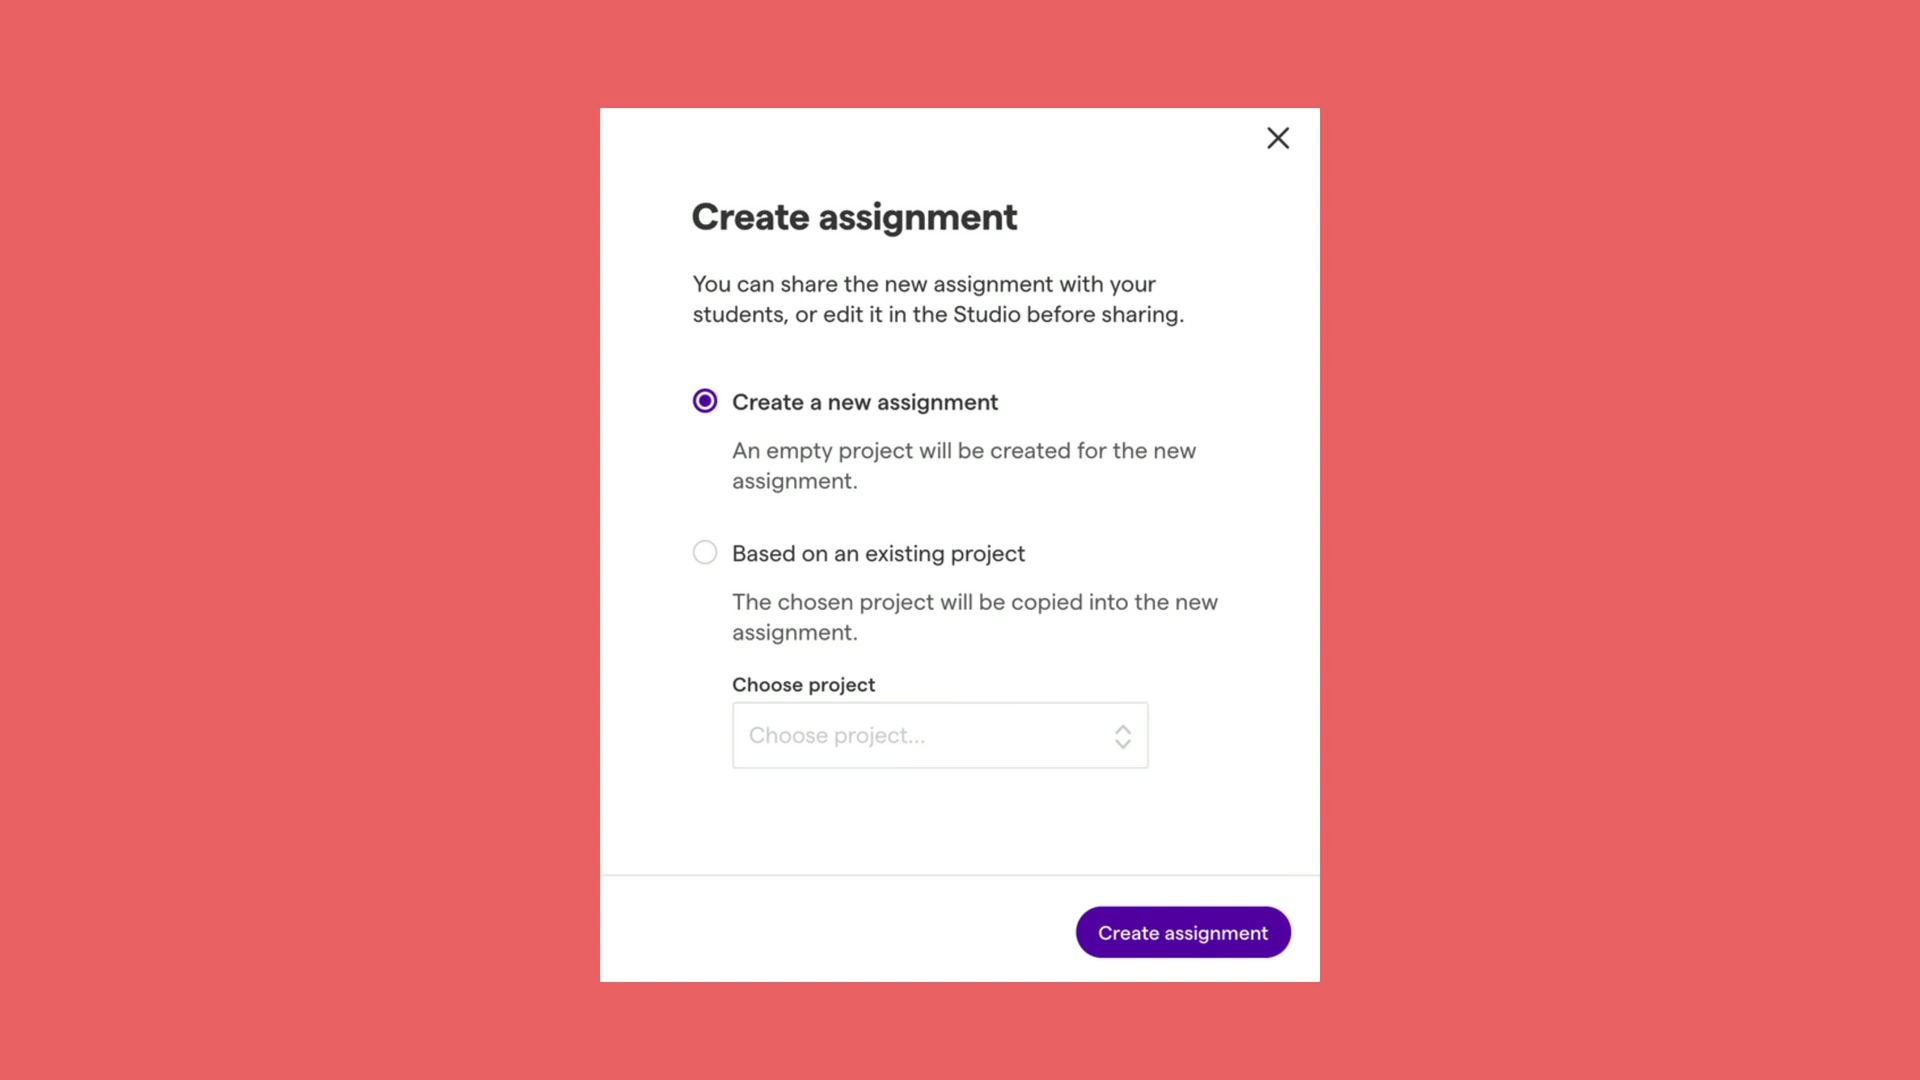 Create assignment
You can share the new assignment with your
students, or edit it in the Studio before sharing.
Create a new assignment
An empty project will be created for the new
assignment.
Based on an existing project
The chosen project will be copied into the new
assignment.
Choose project
Choose project...
Create assignment